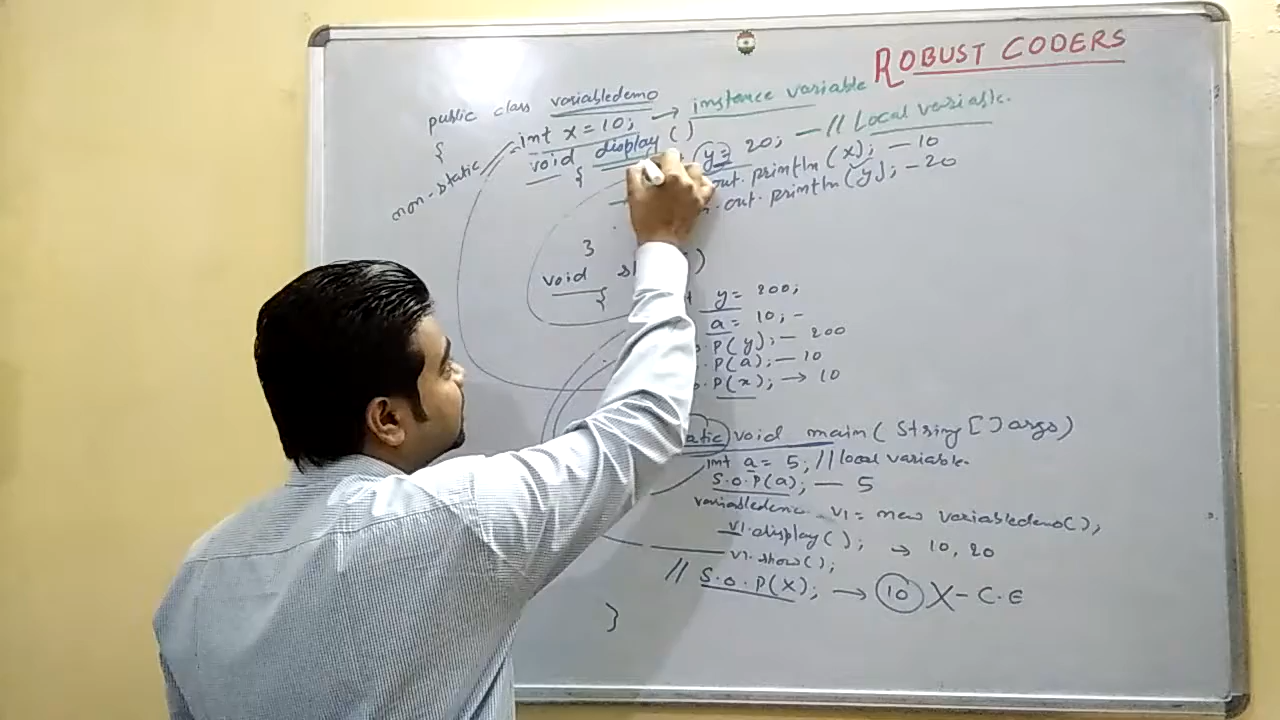 ROBUST CODERS
public class variabledemo
{
int x = 10; → instance variable
non-static
void display ()
{ y = 20; — // Local variable.
out.println (x); — 10
.out.println (y); - 20
}
void ()
{
y = 200;
a = 10; -
P(y); — 200
P(a); — 10
P(x); → 10
void main( String [ ] args)
int a = 5; // local variable.
S.o.P(a); — 5
v1 = new variabledemo();
v1.display(); → 10, 20
v1.show();
// S.o.P(X); → 10 X - C.E
}